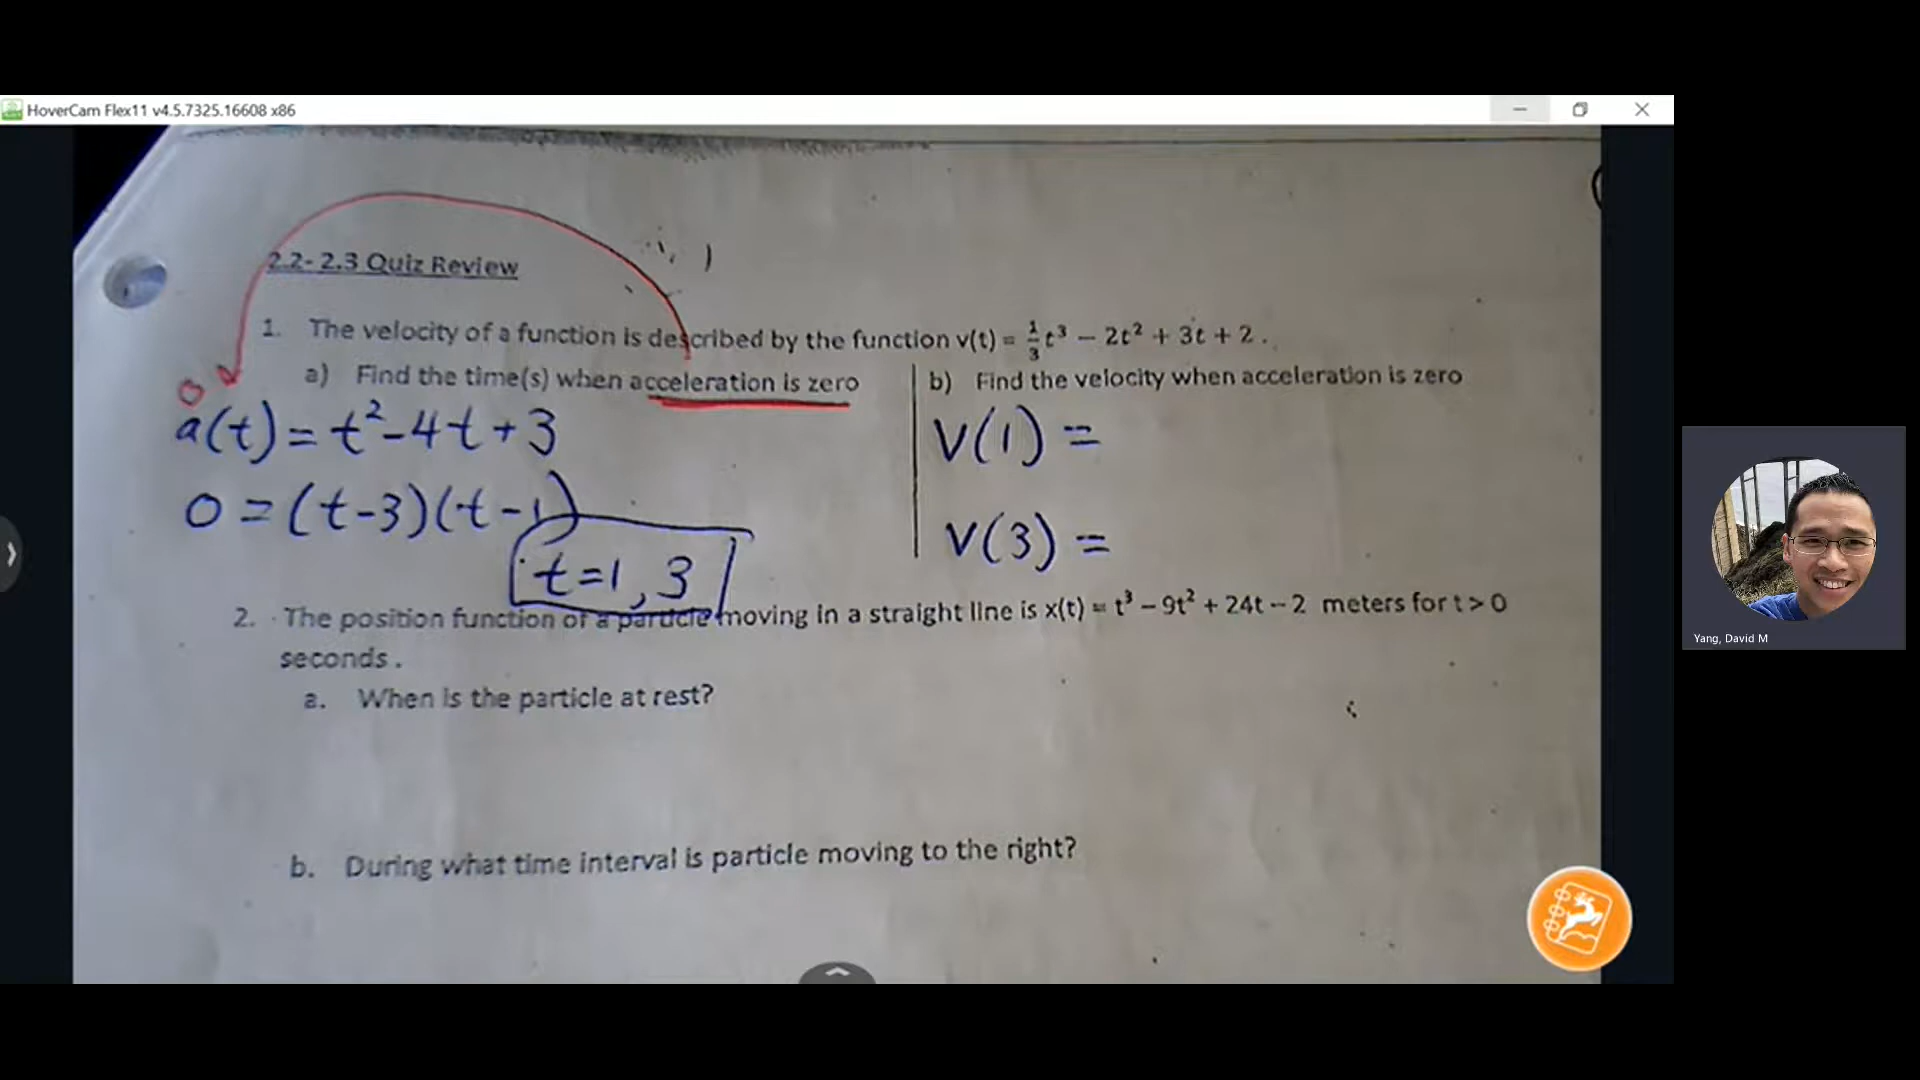 HoverCam Flex11 v4.5.7325.16608 x86
2.2- 2.3 Quiz Review
1. The velocity of a function is described by the function v(t) = 1/3 t³ − 2t² + 3t + 2 .
a) Find the time(s) when acceleration is zero
0
a(t) = t² - 4t + 3
0 = (t-3)(t-1)
t=1, 3
b) Find the velocity when acceleration is zero
v(1) =
v(3) =
2. The position function of a particle moving in a straight line is x(t) = t³ − 9t² + 24t − 2 meters for t > 0
seconds .
a. When is the particle at rest?
b. During what time interval is particle moving to the right?
Yang, David M